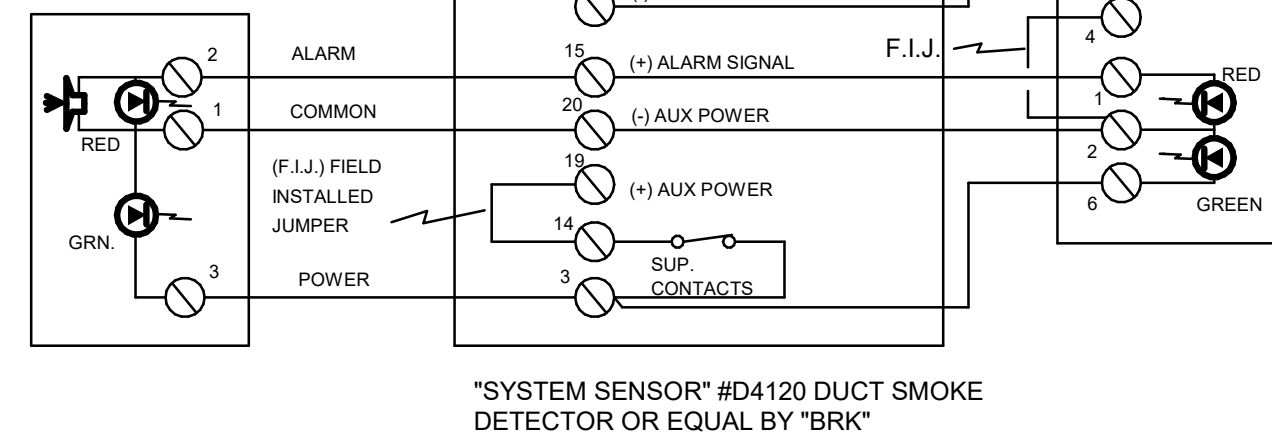 2
ALARM
1
COMMON
RED
(F.I.J.) FIELD
INSTALLED
JUMPER
GRN.
3
POWER
15
(+) ALARM SIGNAL
20
(-) AUX POWER
19
(+) AUX POWER
14
SUP.
CONTACTS
3
F.I.J.
4
1
RED
2
6
GREEN
"SYSTEM SENSOR" #D4120 DUCT SMOKE
DETECTOR OR EQUAL BY "BRK"